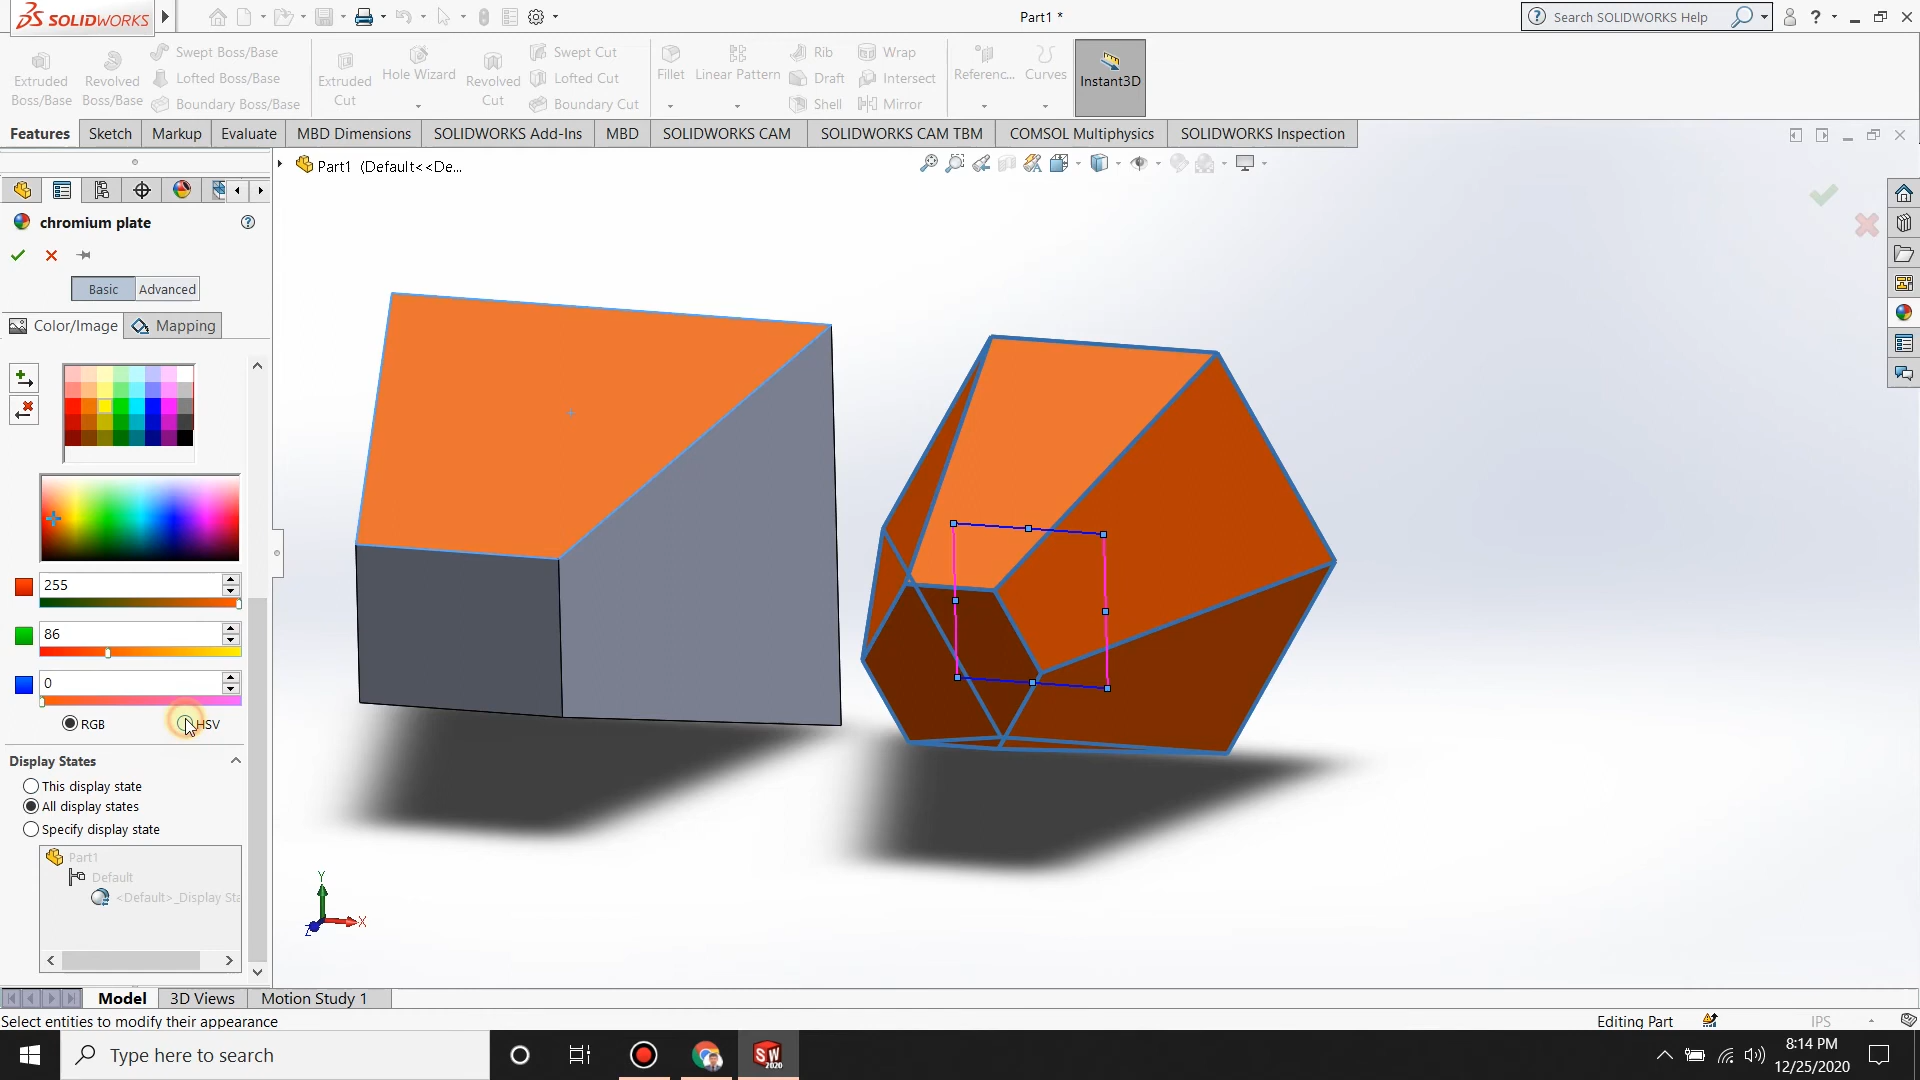 SOLIDWORKS
Part1 *
Search SOLIDWORKS Help
Extruded Boss/Base
Revolved Boss/Base
Swept Boss/Base
Lofted Boss/Base
Boundary Boss/Base
Extruded Cut
Hole Wizard
Revolved Cut
Swept Cut
Lofted Cut
Boundary Cut
Fillet
Linear Pattern
Rib
Draft
Shell
Wrap
Intersect
Mirror
Referenc...
Curves
Instant3D
Features
Sketch
Markup
Evaluate
MBD Dimensions
SOLIDWORKS Add-Ins
MBD
SOLIDWORKS CAM
SOLIDWORKS CAM TBM
COMSOL Multiphysics
SOLIDWORKS Inspection
Part1 (Default<<De...
chromium plate
Basic
Advanced
Color/Image
Mapping
255
86
0
RGB
HSV
Display States
This display state
All display states
Specify display state
Part1
Default
<Default>_Display Sta
Y
X
Z
Model
3D Views
Motion Study 1
Select entities to modify their appearance
Editing Part
IPS
Type here to search
SW
2020
8:14 PM
12/25/2020